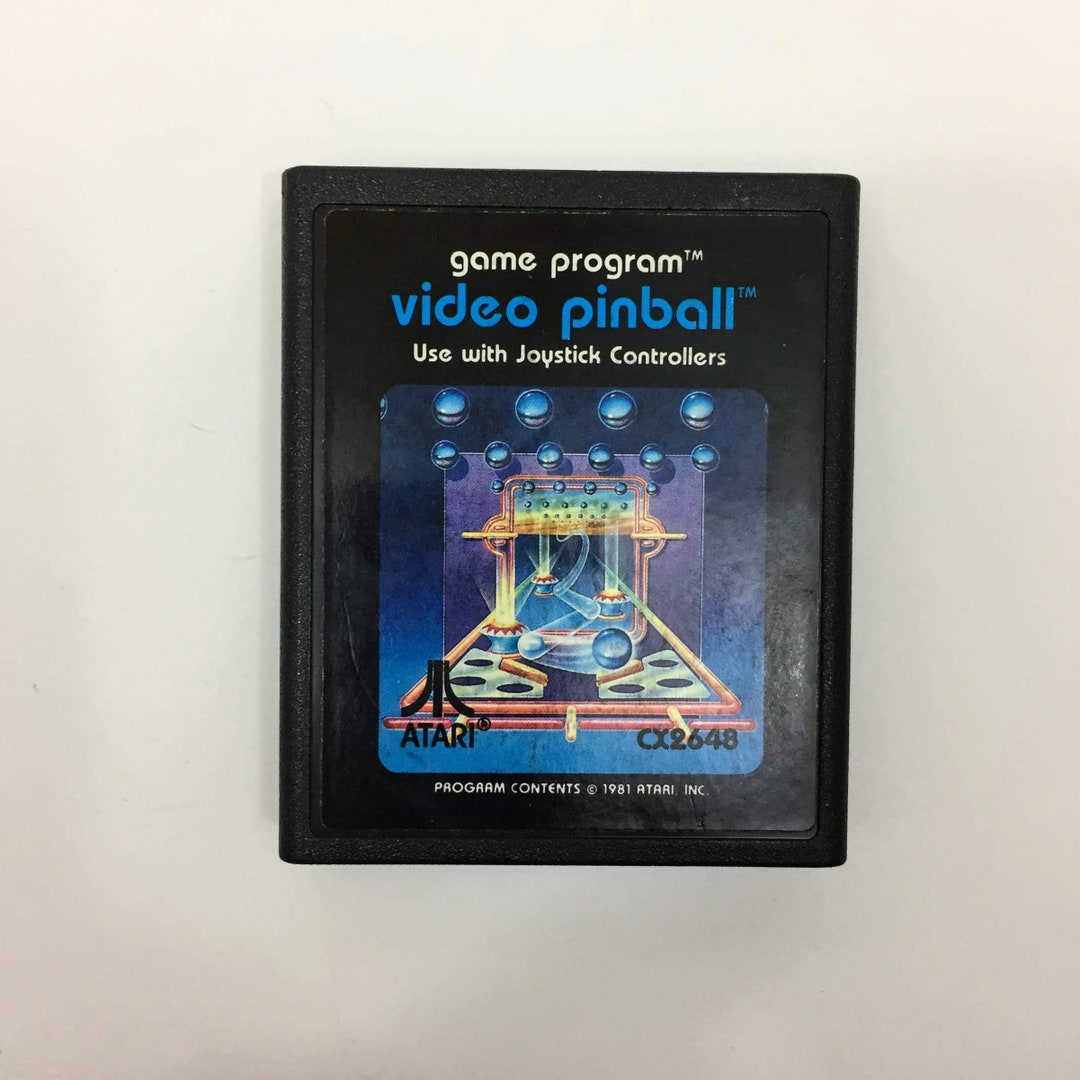 game program™
video pinball™
Use with Joystick Controllers
ATARI®
CX2648
PROGRAM CONTENTS © 1981 ATARI, INC.